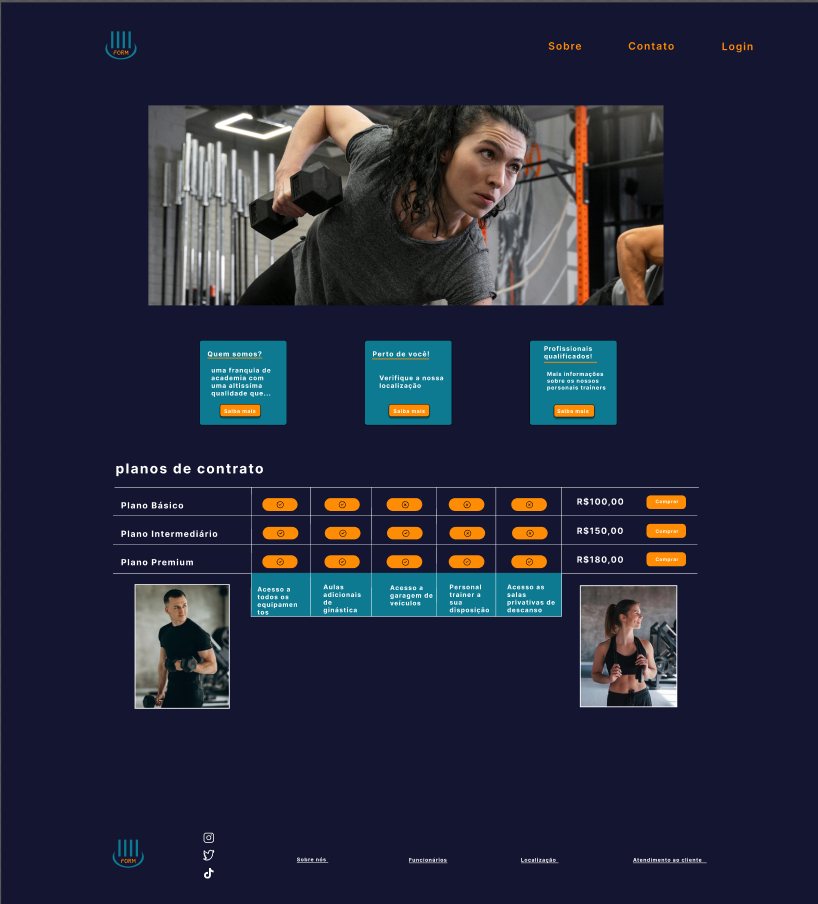 FORM
Sobre
Contato
Login
Quem somos?
uma franquia de
academia com
uma altissima
qualidade que...
Saiba mais
Perto de você!
Verifique a nossa
localização
Saiba mais
Profissionais
qualificados!
Mais informações
sobre os nossos
personais trainers
Saiba mais
planos de contrato
Plano Básico
R$100,00
Comprar
Plano Intermediário
R$150,00
Comprar
Plano Premium
R$180,00
Comprar
Acesso a
todos os
equipamen
tos
Aulas
adicionais
de
ginástica
Acesso a
garagem de
veículos
Personal
trainer a
sua
disposição
Acesso as
salas
privativas de
descanso
FORM
Sobre nós
Funcionários
Localização
Atendimento ao cliente